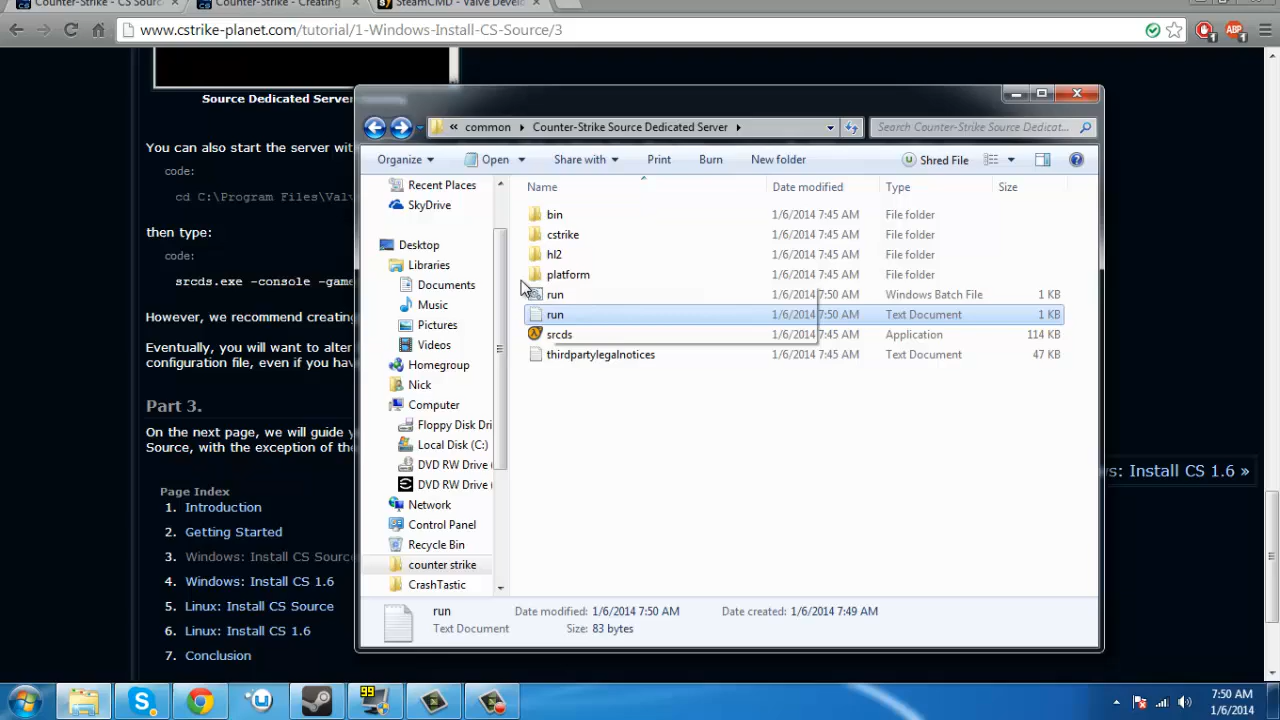 Counter-Strike - CS Sourc
Counter-Strike - Creating
SteamCMD - Valve Develo
www.cstrike-planet.com/tutorial/1-Windows-Install-CS-Source/3
Source Dedicated Server
You can also start the server wit
code:
cd C:\Program Files\Valv
then type:
code:
srcds.exe -console -game
However, we recommend creating
Eventually, you will want to alter
configuration file, even if you hav
Part 3.
On the next page, we will guide y
Source, with the exception of the
Page Index
1. Introduction
2. Getting Started
3. Windows: Install CS Source
4. Windows: Install CS 1.6
5. Linux: Install CS Source
6. Linux: Install CS 1.6
7. Conclusion
s: Install CS 1.6 »
« common Counter-Strike Source Dedicated Server
Search Counter-Strike Source Dedicat...
Organize Open Share with Print Burn New folder Shred File
Recent Places
SkyDrive
Desktop
Libraries
Documents
Music
Pictures
Videos
Homegroup
Nick
Computer
Floppy Disk Dri
Local Disk (C:)
DVD RW Drive (
DVD RW Drive (
Network
Control Panel
Recycle Bin
counter strike
CrashTastic
Name Date modified Type Size
bin 1/6/2014 7:45 AM File folder
cstrike 1/6/2014 7:45 AM File folder
hl2 1/6/2014 7:45 AM File folder
platform 1/6/2014 7:45 AM File folder
run 1/6/2014 7:50 AM Windows Batch File 1 KB
run 1/6/2014 7:50 AM Text Document 1 KB
srcds 1/6/2014 7:45 AM Application 114 KB
thirdpartylegalnotices 1/6/2014 7:45 AM Text Document 47 KB
run Date modified: 1/6/2014 7:50 AM Date created: 1/6/2014 7:49 AM
Text Document Size: 83 bytes
99
7:50 AM
1/6/2014